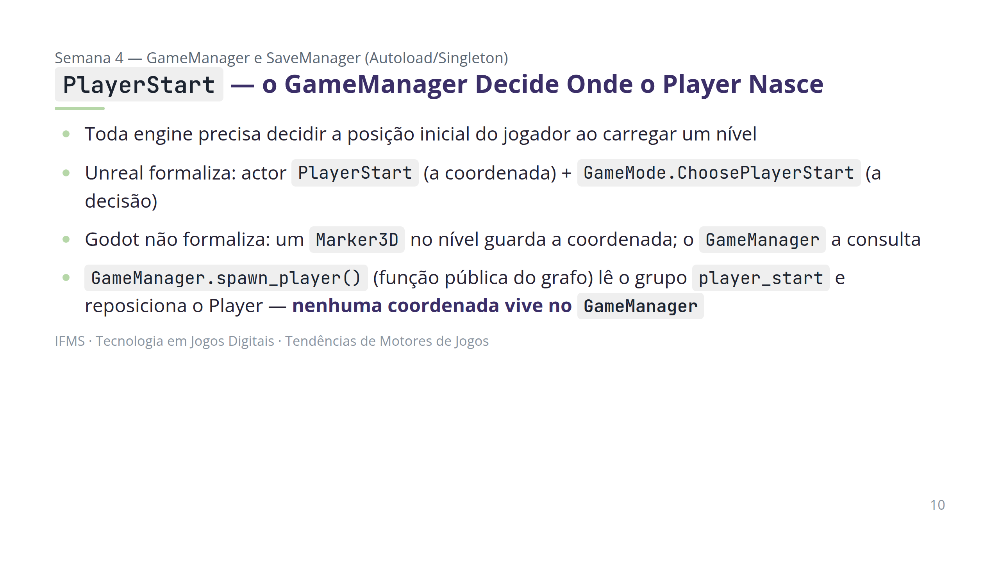 Semana 4 — GameManager e SaveManager (Autoload/Singleton)
PlayerStart — o GameManager Decide Onde o Player Nasce
Toda engine precisa decidir a posição inicial do jogador ao carregar um nível
Unreal formaliza: actor PlayerStart (a coordenada) + GameMode.ChoosePlayerStart (a
decisão)
Godot não formaliza: um Marker3D no nível guarda a coordenada; o GameManager a consulta
GameManager.spawn_player() (função pública do grafo) lê o grupo player_start e
reposiciona o Player — nenhuma coordenada vive no GameManager
IFMS · Tecnologia em Jogos Digitais · Tendências de Motores de Jogos
10